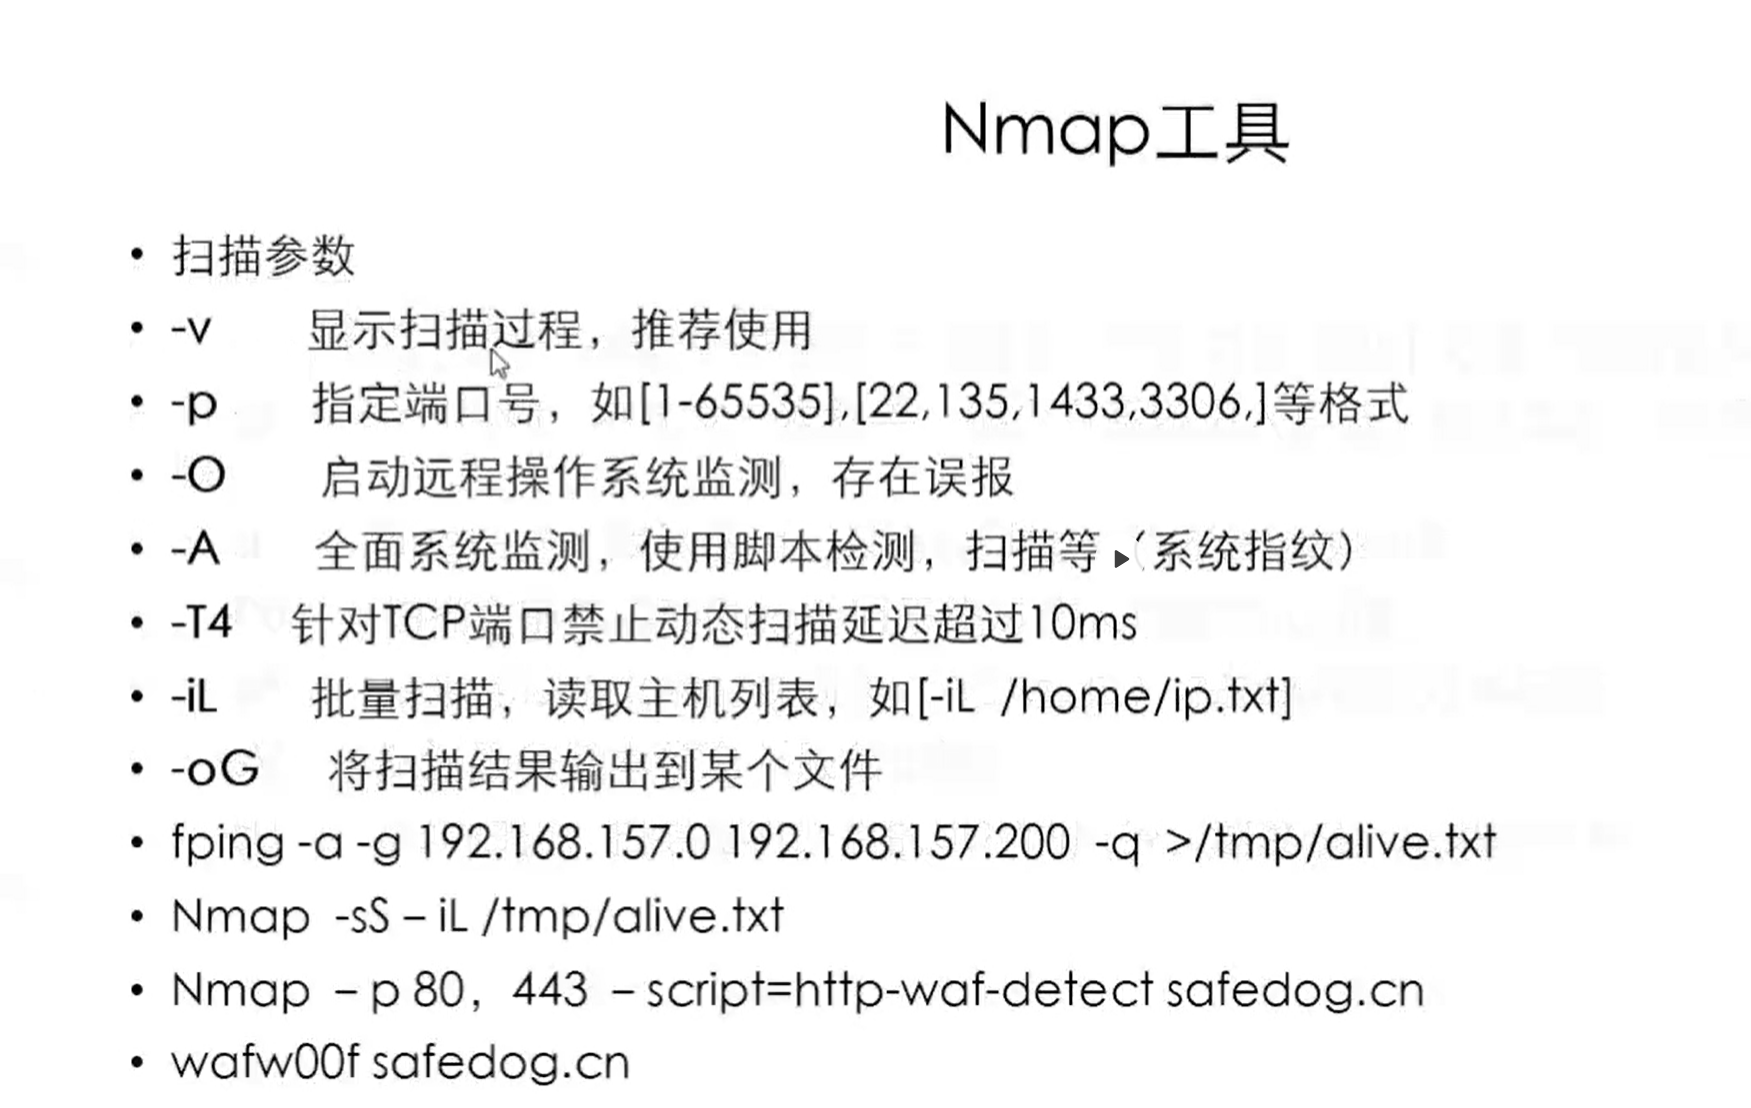 Nmap工具
• 扫描参数
• -v 显示扫描过程，推荐使用
• -p 指定端口号，如[1-65535],[22,135,1433,3306,]等格式
• -O 启动远程操作系统监测，存在误报
• -A 全面系统监测，使用脚本检测，扫描等（系统指纹）
• -T4 针对TCP端口禁止动态扫描延迟超过10ms
• -iL 批量扫描，读取主机列表，如[-iL /home/ip.txt]
• -oG 将扫描结果输出到某个文件
• fping -a -g 192.168.157.0 192.168.157.200 -q >/tmp/alive.txt
• Nmap -sS – iL /tmp/alive.txt
• Nmap – p 80，443 – script=http-waf-detect safedog.cn
• wafw00f safedog.cn